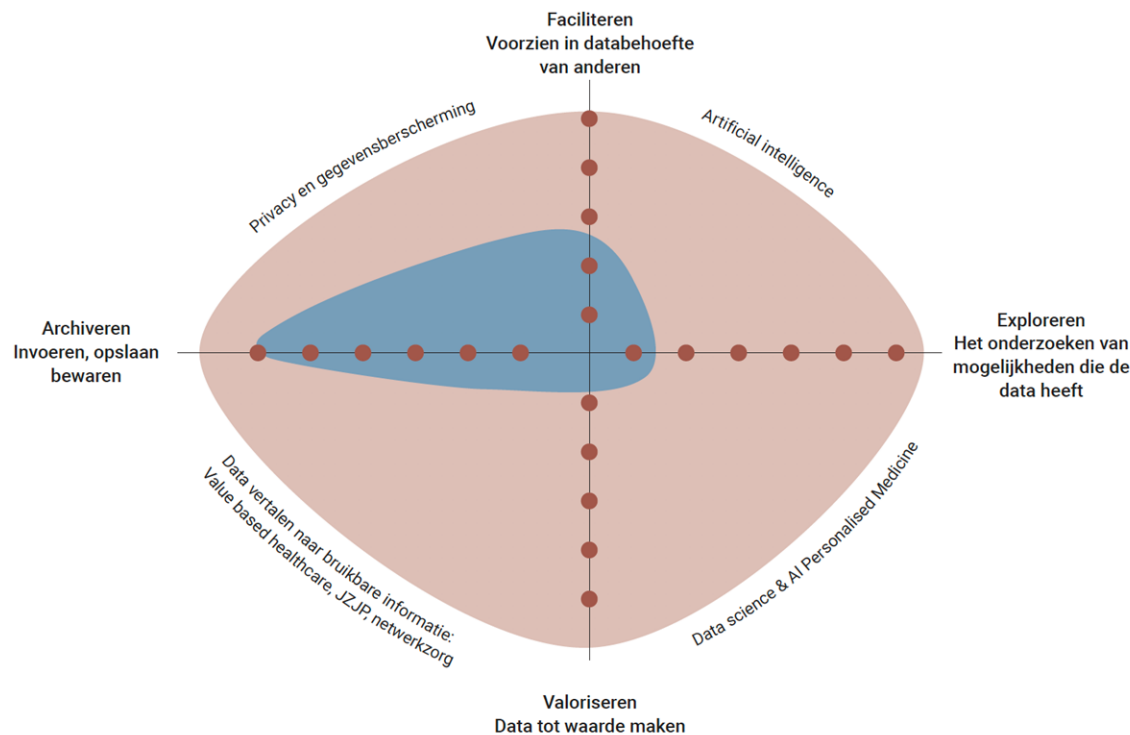 Faciliteren
Voorzien in databehoefte
van anderen
Privacy en gegevensberscherming
Artificial intelligence
Archiveren
Invoeren, opslaan
bewaren
Exploreren
Het onderzoeken van
mogelijkheden die de
data heeft
Data vertalen naar bruikbare informatie:
Value based healthcare, JZJP, netwerkzorg
Data science & AI Personalised Medicine
Valoriseren
Data tot waarde maken